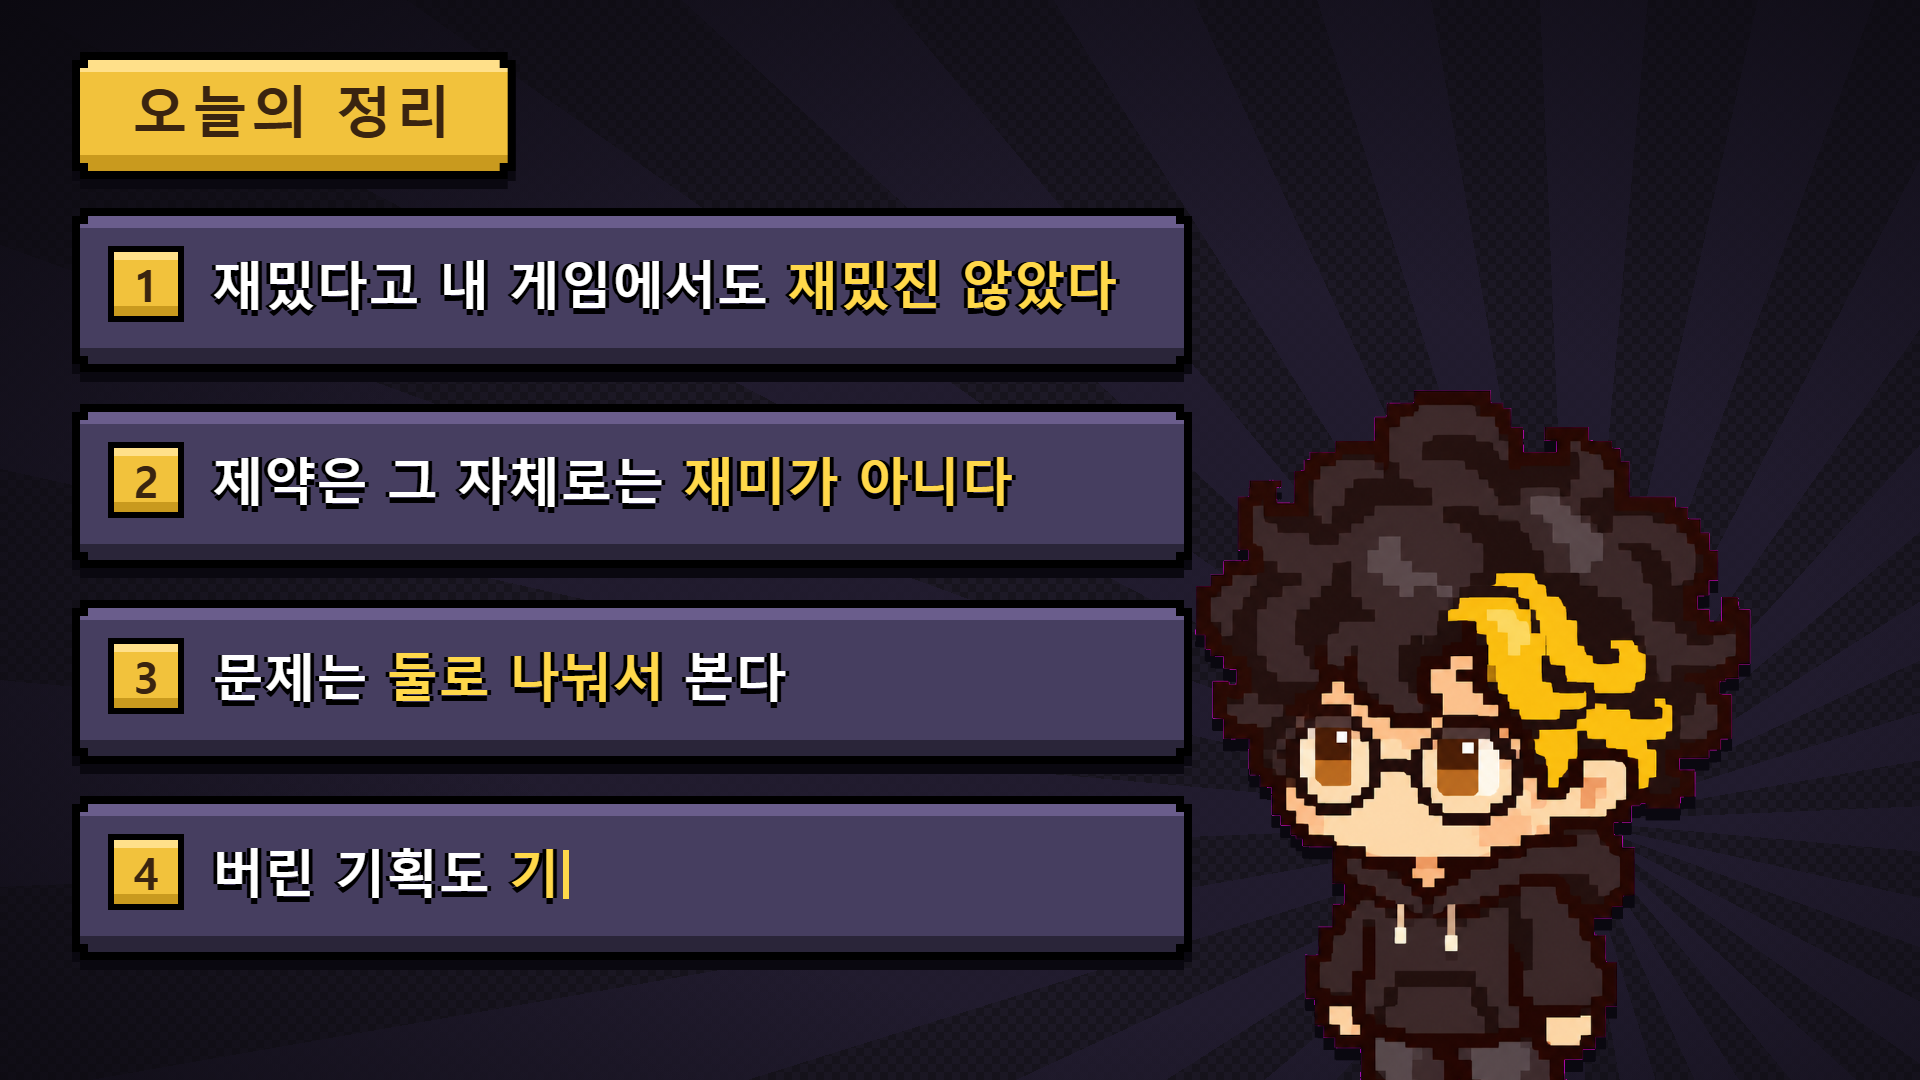 오늘의 정리
1 재밌다고 내 게임에서도 재밌진 않았다
2 제약은 그 자체로는 재미가 아니다
3 문제는 둘로 나눠서 본다
4 버린 기획도 기